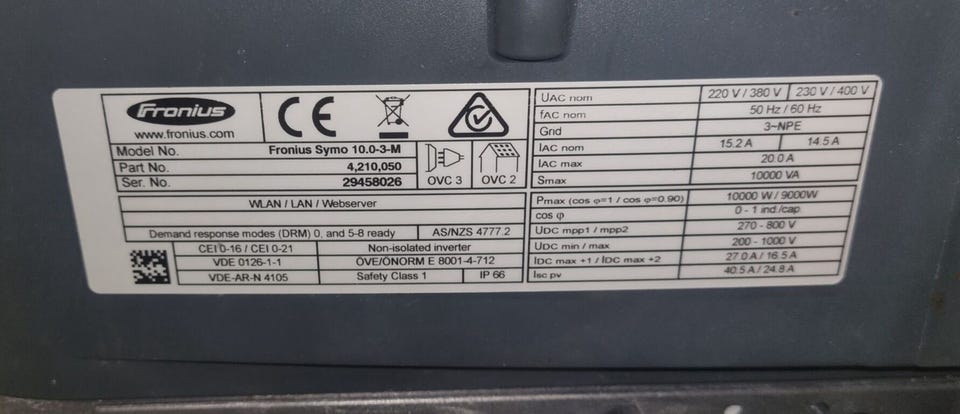 Fronius
www.fronius.com
CE
Model No. Fronius Symo 10.0-3-M
Part No. 4,210,050
Ser. No. 29458026
OVC 3 OVC 2
WLAN / LAN / Webserver
Demand response modes (DRM) 0, and 5-8 ready AS/NZS 4777.2
CEI 0-16 / CEI 0-21 Non-isolated inverter
VDE 0126-1-1 ÖVE/ÖNORM E 8001-4-712
VDE-AR-N 4105 Safety Class 1 IP 66
UAC nom 220 V / 380 V 230 V / 400 V
fAC nom 50 Hz / 60 Hz
Grid 3~NPE
IAC nom 15.2 A 14.5 A
IAC max 20.0 A
Smax 10000 VA
Pmax (cos φ=1 / cos φ=0.90) 10000 W / 9000W
cos φ 0 - 1 ind./cap.
UDC mpp1 / mpp2 270 - 800 V
UDC min / max 200 - 1000 V
IDC max +1 / IDC max +2 27.0 A / 16.5 A
Isc pv 40.5 A / 24.8 A